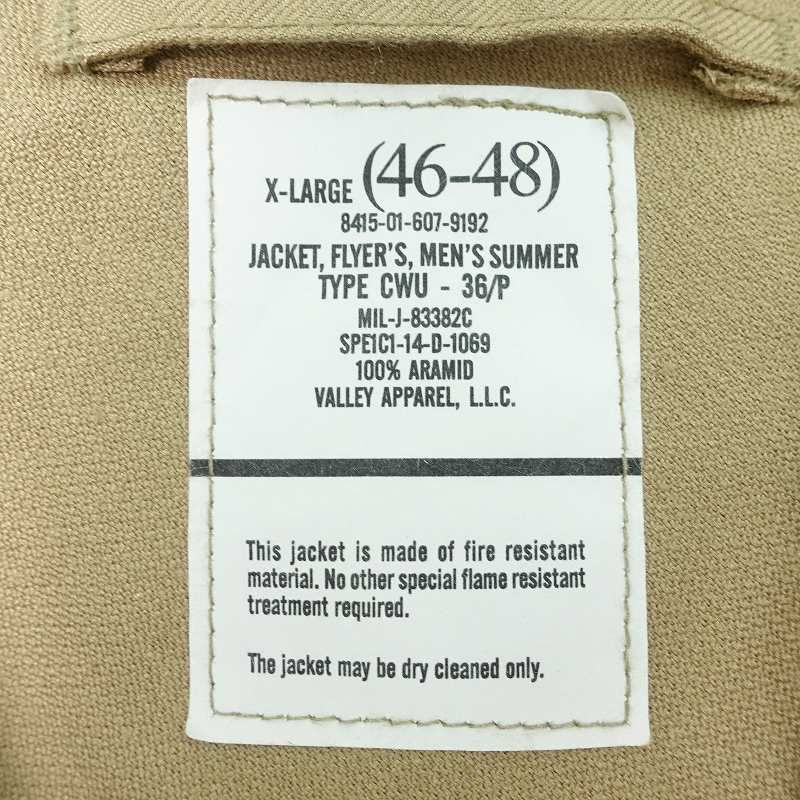 X-LARGE (46-48)
8415-01-607-9192
JACKET, FLYER'S, MEN'S SUMMER
TYPE CWU - 36/P
MIL-J-83382C
SPE1C1-14-D-1069
100% ARAMID
VALLEY APPAREL, L.L.C.
This jacket is made of fire resistant
material. No other special flame resistant
treatment required.
The jacket may be dry cleaned only.